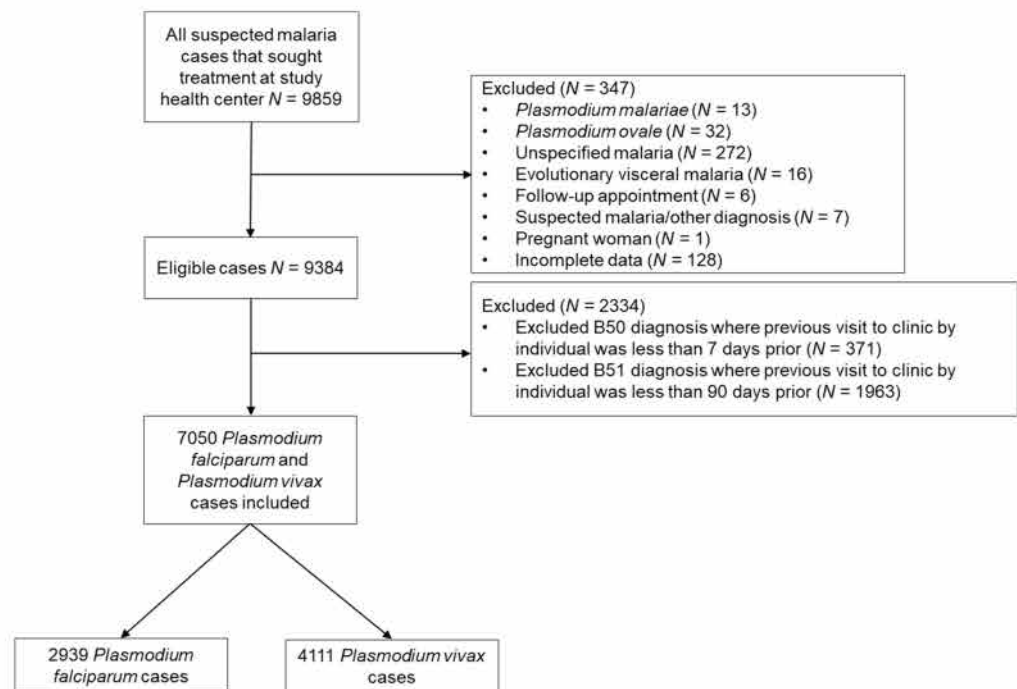 All suspected malaria
cases that sought
treatment at study
health center N = 9859
Excluded (N = 347)
• Plasmodium malariae (N = 13)
• Plasmodium ovale (N = 32)
• Unspecified malaria (N = 272)
• Evolutionary visceral malaria (N = 16)
• Follow-up appointment (N = 6)
• Suspected malaria/other diagnosis (N = 7)
• Pregnant woman (N = 1)
• Incomplete data (N = 128)
Eligible cases N = 9384
Excluded (N = 2334)
• Excluded B50 diagnosis where previous visit to clinic by
individual was less than 7 days prior (N = 371)
• Excluded B51 diagnosis where previous visit to clinic by
individual was less than 90 days prior (N = 1963)
7050 Plasmodium
falciparum and
Plasmodium vivax
cases included
2939 Plasmodium
falciparum cases
4111 Plasmodium vivax
cases